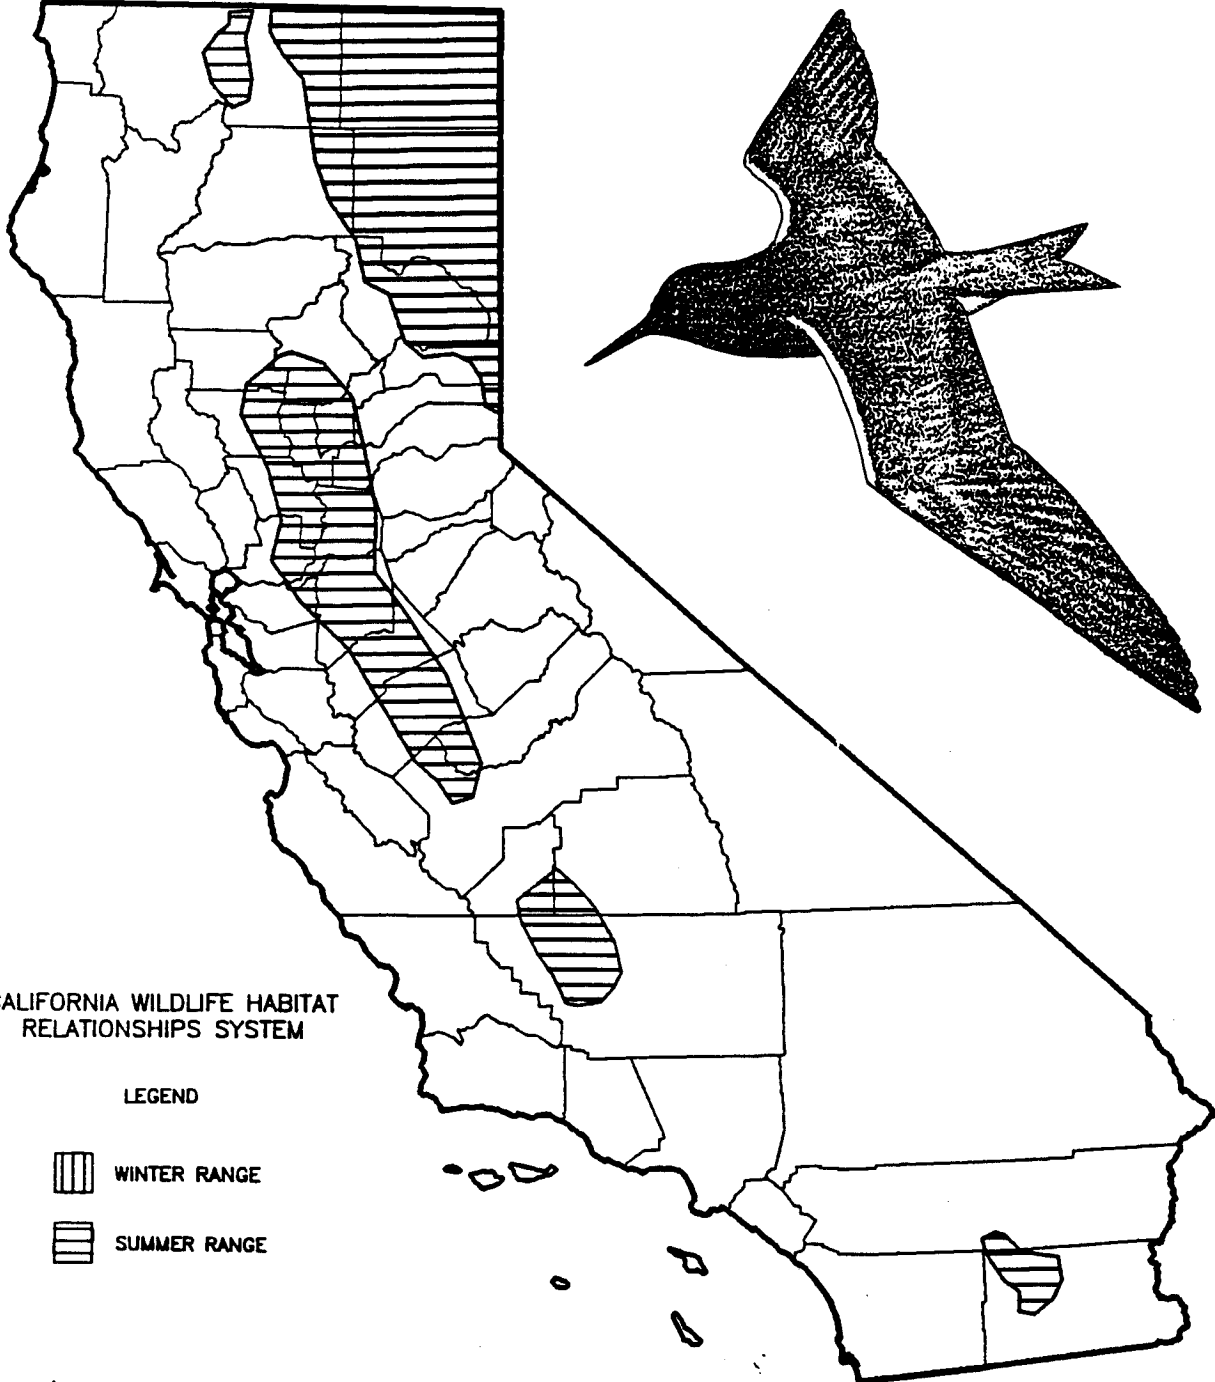 ALIFORNIA WILDLIFE HABITAT
RELATIONSHIPS SYSTEM
LEGEND
WINTER RANGE
SUMMER RANGE